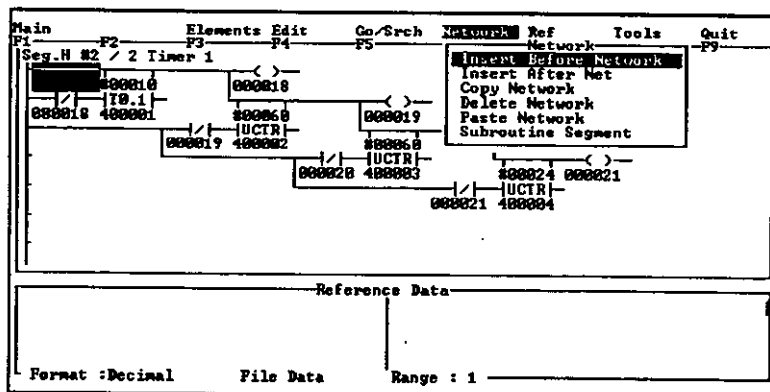 Main Elements Edit Go/Srch Network Ref Tools Quit
F1 F2 F3 F4 F5 Network F9
Seg.H #2 / 2 Timer 1
Insert Before Network
Insert After Net
Copy Network
Delete Network
Paste Network
Subroutine Segment
#00010 000018
000018 T0.1 400001 #00060 000019
000019 UCTR 400002 #00060
000020 UCTR 400003 #00024 000021
000021 UCTR 400004
Reference Data
Format :Decimal File Data Range : 1